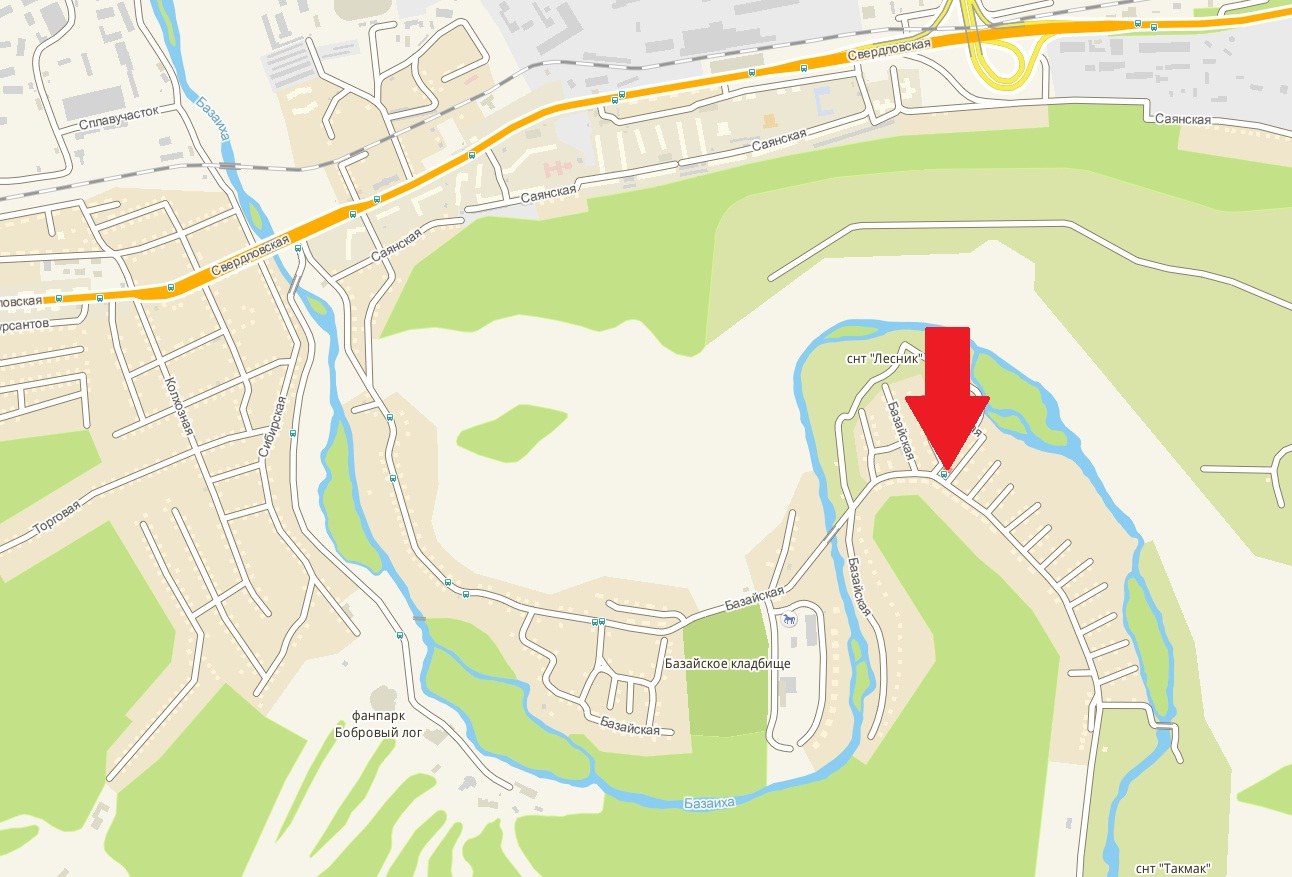 Свердловская
Базаиха
Сплавучасток
Саянская
Саянская
Саянская
Саянская
Свердловская
ловская
урсантов
снт "Лесник"
Колхозная
Сибирская
Базайская
Торговая
Базайская
Базайская
Базайское кладбище
фанпарк
Бобровый лог
Базайская
Базаиха
снт "Такмак"